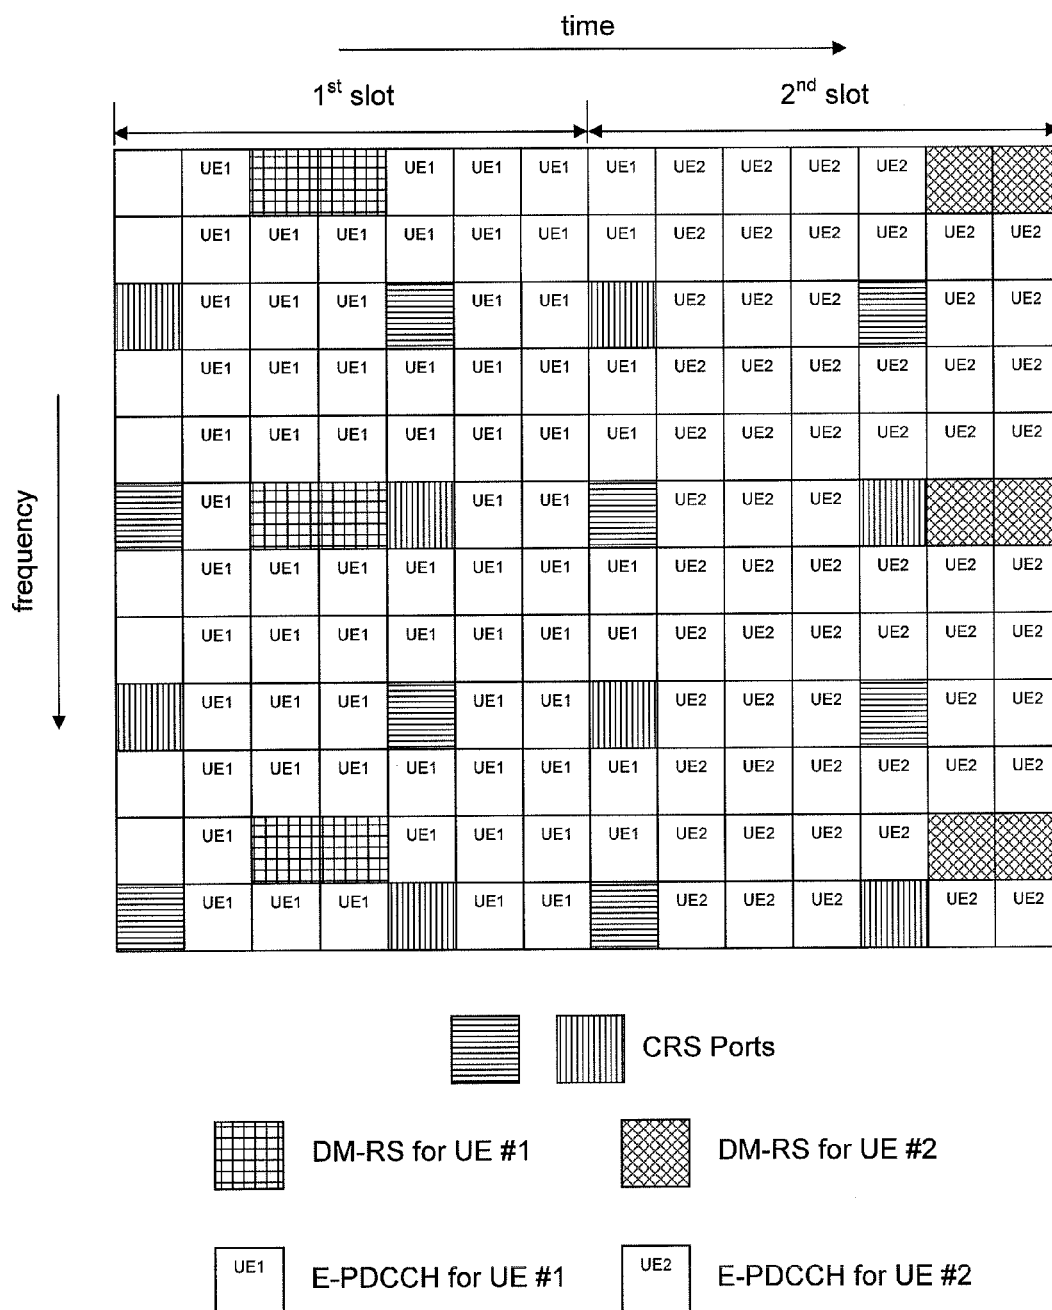 time
1st slot 2nd slot
UE1 UE1 UE1 UE1 UE1 UE2 UE2 UE2 UE2
UE1 UE1 UE1 UE1 UE1 UE1 UE1 UE2 UE2 UE2 UE2 UE2 UE2
UE1 UE1 UE1 UE1 UE1 UE2 UE2 UE2 UE2 UE2
UE1 UE1 UE1 UE1 UE1 UE1 UE1 UE2 UE2 UE2 UE2 UE2 UE2
UE1 UE1 UE1 UE1 UE1 UE1 UE1 UE2 UE2 UE2 UE2 UE2 UE2
UE1 UE1 UE1 UE2 UE2 UE2
UE1 UE1 UE1 UE1 UE1 UE1 UE1 UE2 UE2 UE2 UE2 UE2 UE2
UE1 UE1 UE1 UE1 UE1 UE1 UE1 UE2 UE2 UE2 UE2 UE2 UE2
UE1 UE1 UE1 UE1 UE1 UE2 UE2 UE2 UE2 UE2
UE1 UE1 UE1 UE1 UE1 UE1 UE1 UE2 UE2 UE2 UE2 UE2 UE2
UE1 UE1 UE1 UE1 UE1 UE2 UE2 UE2 UE2
UE1 UE1 UE1 UE1 UE1 UE2 UE2 UE2 UE2 UE2
frequency
CRS Ports
DM-RS for UE #1 DM-RS for UE #2
UE1 E-PDCCH for UE #1 UE2 E-PDCCH for UE #2